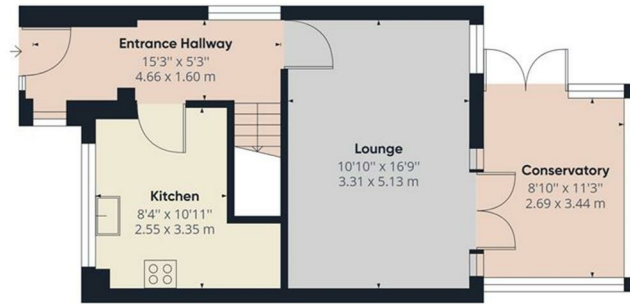 Entrance Hallway
15'3" x 5'3"
4.66 x 1.60 m
Lounge
10'10" x 16'9"
3.31 x 5.13 m
Conservatory
8'10" x 11'3"
2.69 x 3.44 m
Kitchen
8'4" x 10'11"
2.55 x 3.35 m